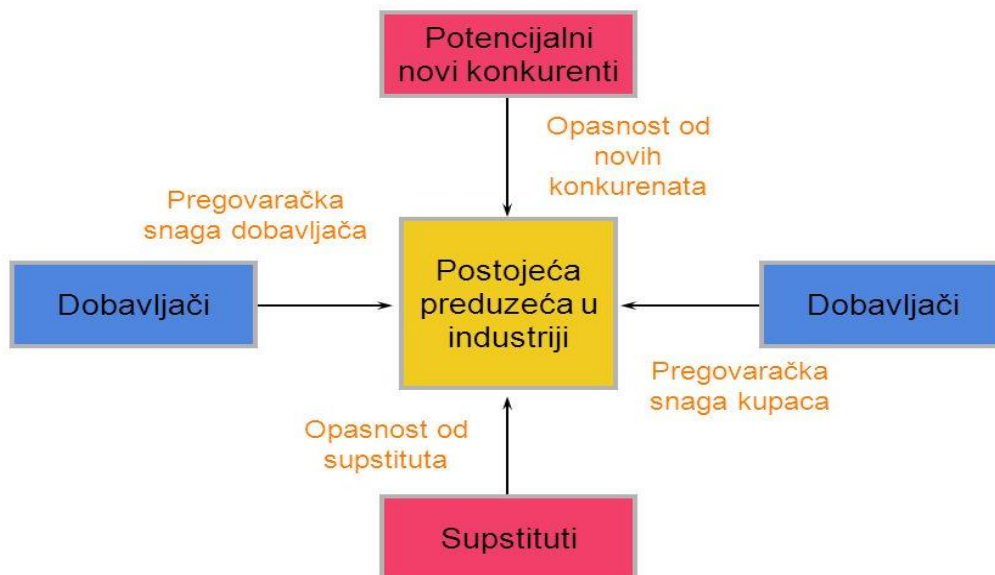 Potencijalni
novi konkurenti
Opasnost od
novih
konkurenata
Pregovaračka
snaga dobavljača
Dobavljači
Postojeća
preduzeća u
industriji
Dobavljači
Pregovaračka
snaga kupaca
Opasnost od
supstituta
Supstituti